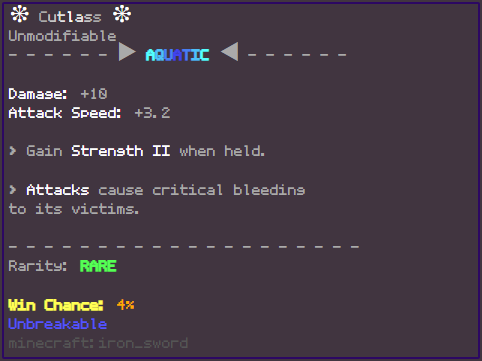 ❉ Cutlass ❉
Unmodifiable
- - - - - - ▶ AQUATIC ◀ - - - - - -
Damage: +10
Attack Speed: +3.2
> Gain Strength II when held.
> Attacks cause critical bleeding
to its victims.
- - - - - - - - - - - - - - - - - - - - -
Rarity: RARE
Win Chance: 4%
Unbreakable
minecraft:iron_sword